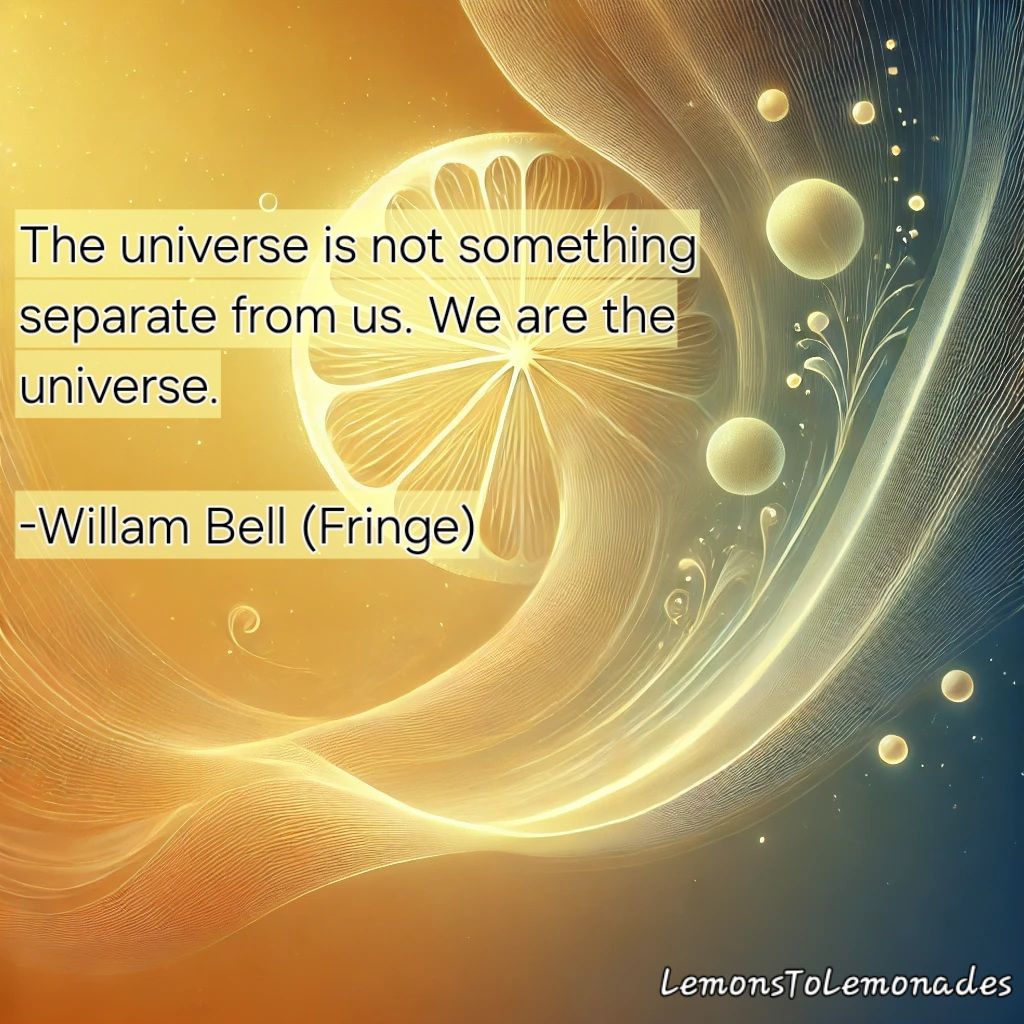 The universe is not something
separate from us. We are the
universe.
-Willam Bell (Fringe)
LemonsToLemonades